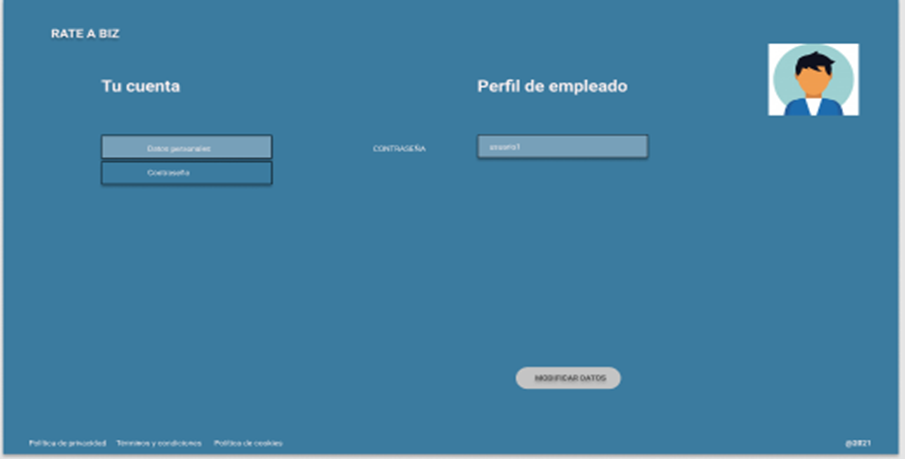 RATE A BIZ
Tu cuenta
Perfil de empleado
Datos personales
CONTRASEÑA
usuario1
Contraseña
MODIFICAR DATOS
Política de privacidad Términos y condiciones Política de cookies
@2021